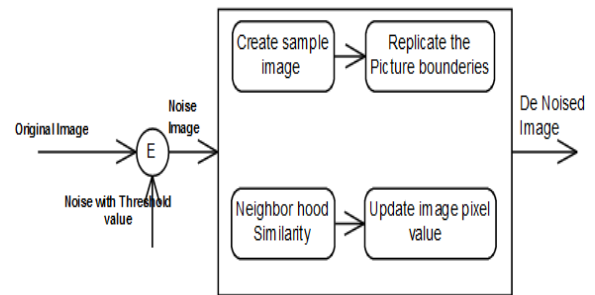 Create sample
image
Replicate the
Picture bounderies
Noise
Image
Original Image
E
De Noised
Image
Noise with Threshold
value
Neighbor hood
Similarity
Update image pixel
value